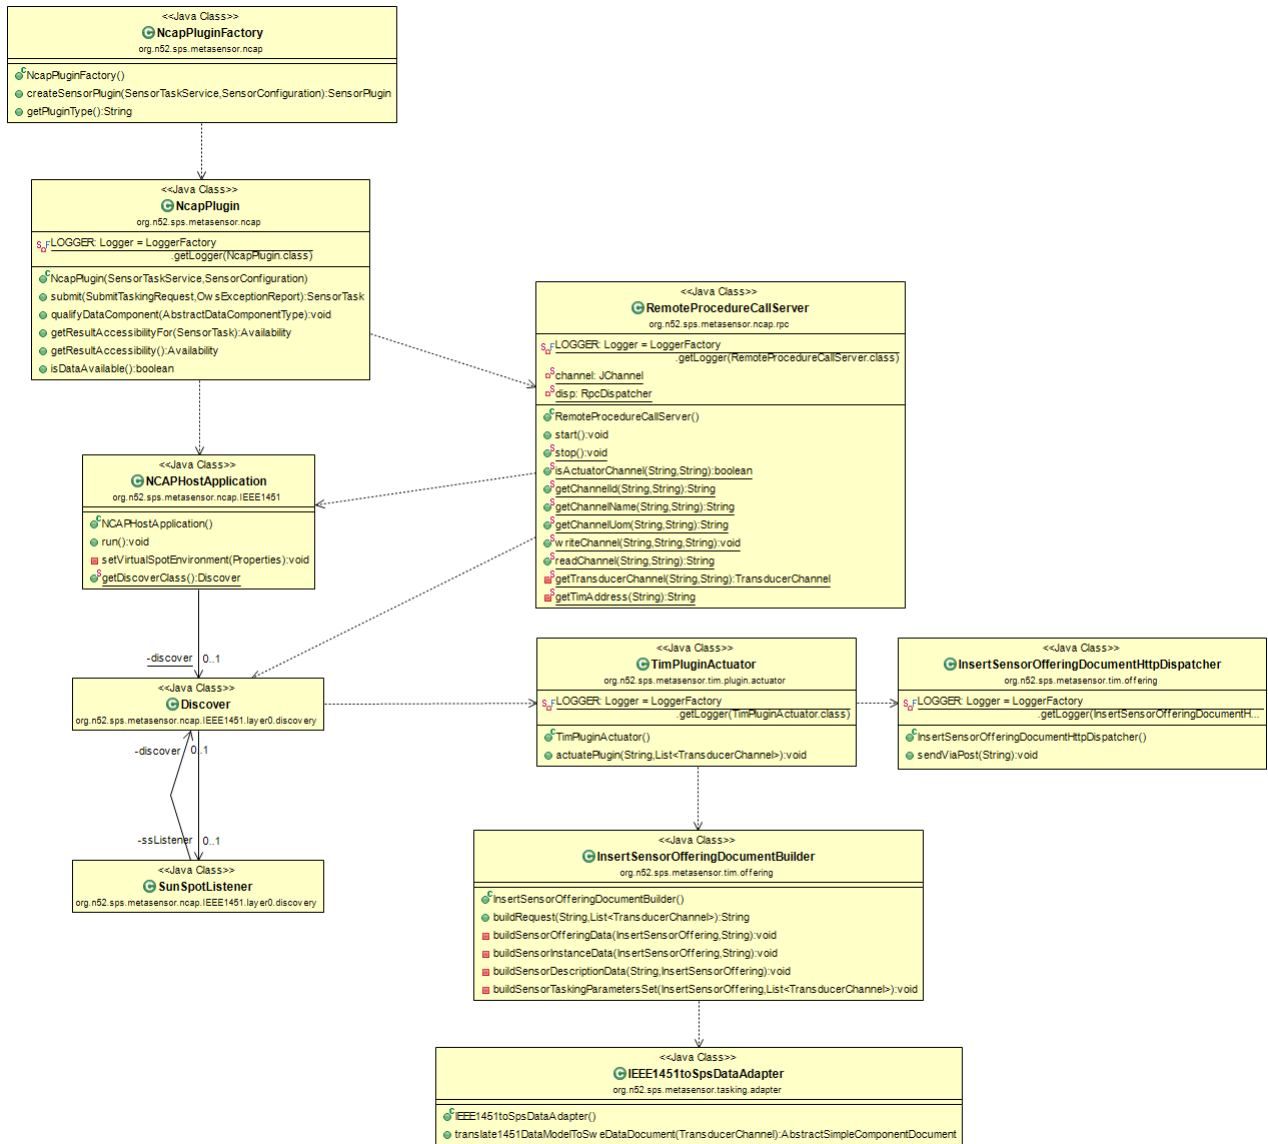 <<Java Class>>
NcapPluginFactory
org.n52.sps.metasensor.ncap
NcapPluginFactory()
createSensorPlugin(SensorTaskService,SensorConfiguration):SensorPlugin
getPluginType():String
<<Java Class>>
NcapPlugin
org.n52.sps.metasensor.ncap
LOGGER: Logger = LoggerFactory
.getLogger(NcapPlugin.class)
NcapPlugin(SensorTaskService,SensorConfiguration)
submit(SubmitTaskingRequest,OwsExceptionReport):SensorTask
qualifyDataComponent(AbstractDataComponentType):void
getResultAccessibilityFor(SensorTask):Availability
getResultAccessibility():Availability
isDataAvailable():boolean
<<Java Class>>
RemoteProcedureCallServer
org.n52.sps.metasensor.ncap.rpc
LOGGER: Logger = LoggerFactory
.getLogger(RemoteProcedureCallServer.class)
channel: JChannel
disp: RpcDispatcher
RemoteProcedureCallServer()
start():void
stop():void
isActuatorChannel(String,String):boolean
getChannelId(String,String):String
getChannelName(String,String):String
getChannelUom(String,String):String
writeChannel(String,String,String):void
readChannel(String,String):String
getTransducerChannel(String,String):TransducerChannel
getTimAddress(String):String
<<Java Class>>
NCAPHostApplication
org.n52.sps.metasensor.ncap.IEEE1451
NCAPHostApplication()
run():void
setVirtualSpotEnvironment(Properties):void
getDiscoverClass():Discover
-discover 0..1
<<Java Class>>
Discover
org.n52.sps.metasensor.ncap.IEEE1451.layer0.discovery
-discover 0..1
-ssListener 0..1
<<Java Class>>
SunSpotListener
org.n52.sps.metasensor.ncap.IEEE1451.layer0.discovery
<<Java Class>>
TimPluginActuator
org.n52.sps.metasensor.tim.plugin.actuator
LOGGER: Logger = LoggerFactory
.getLogger(TimPluginActuator.class)
TimPluginActuator()
actuatePlugin(String,List<TransducerChannel>):void
<<Java Class>>
InsertSensorOfferingDocumentHttpDispatcher
org.n52.sps.metasensor.tim.offering
LOGGER: Logger = LoggerFactory
.getLogger(InsertSensorOfferingDocumentH...
InsertSensorOfferingDocumentHttpDispatcher()
sendViaPost(String):void
<<Java Class>>
InsertSensorOfferingDocumentBuilder
org.n52.sps.metasensor.tim.offering
InsertSensorOfferingDocumentBuilder()
buildRequest(String,List<TransducerChannel>):String
buildSensorOfferingData(InsertSensorOffering,String):void
buildSensorInstanceData(InsertSensorOffering,String):void
buildSensorDescriptionData(String,InsertSensorOffering):void
buildSensorTaskingParametersSet(InsertSensorOffering,List<TransducerChannel>):void
<<Java Class>>
IEEE1451toSpsDataAdapter
org.n52.sps.metasensor.tasking.adapter
IEEE1451toSpsDataAdapter()
translate1451DataModelToSweDataDocument(TransducerChannel):AbstractSimpleComponentDocument